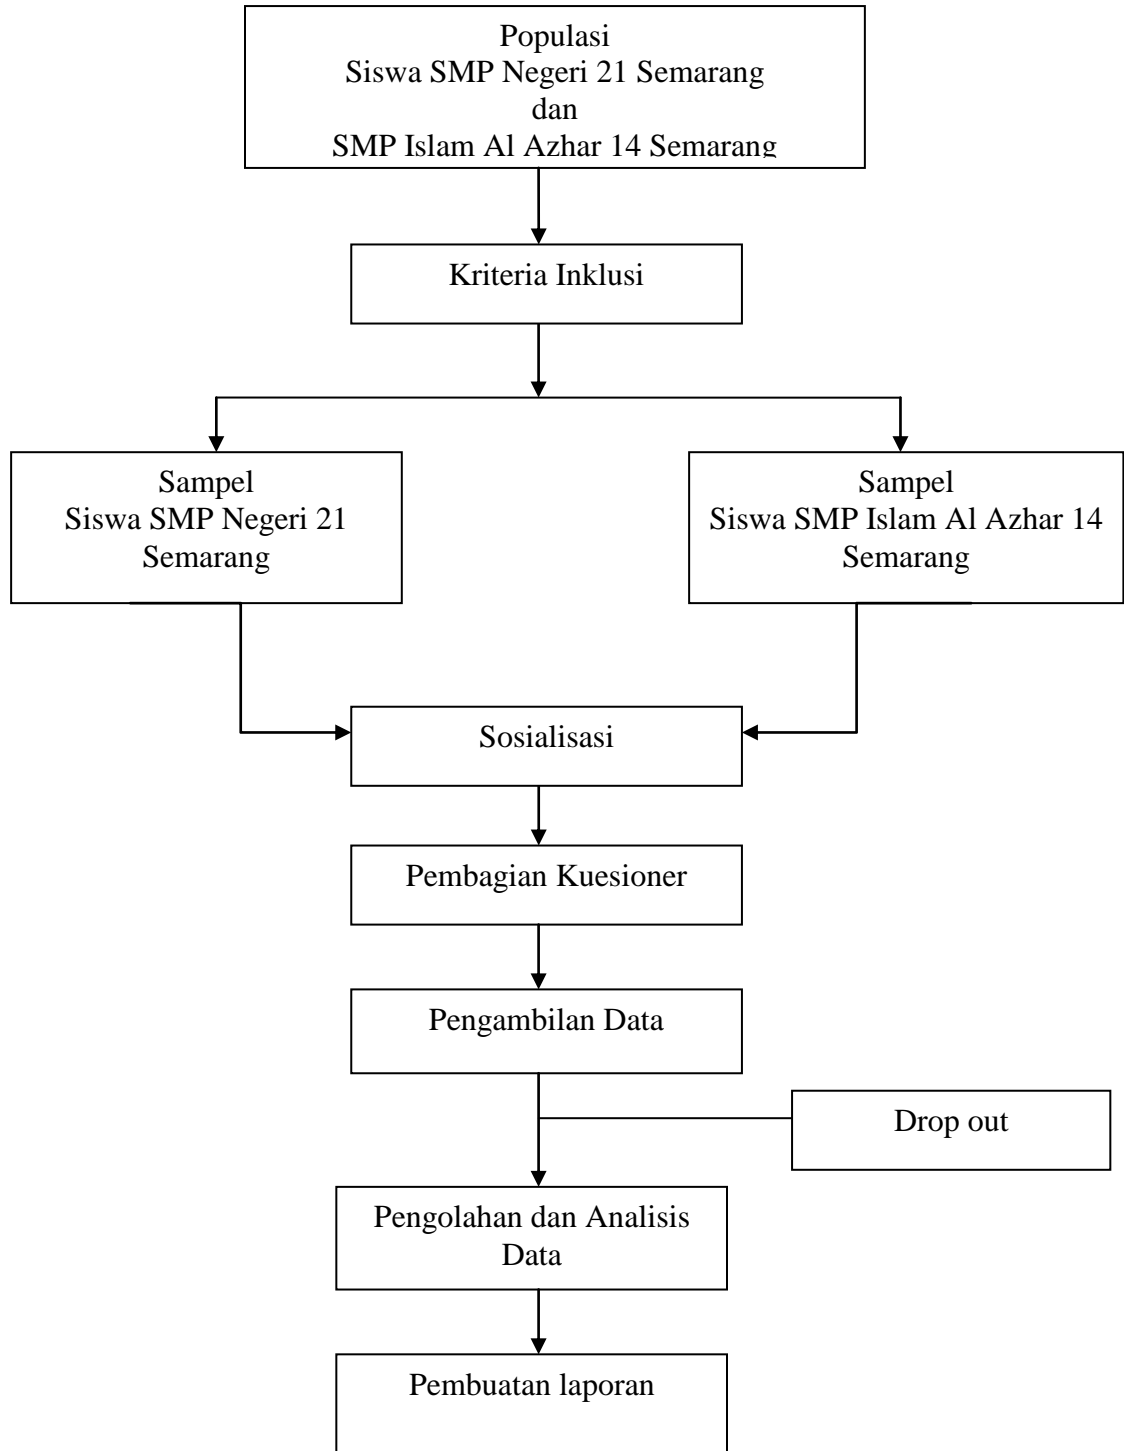 Populasi
Siswa SMP Negeri 21 Semarang
dan
SMP Islam Al Azhar 14 Semarang
Kriteria Inklusi
Sampel
Siswa SMP Negeri 21
Semarang
Sampel
Siswa SMP Islam Al Azhar 14
Semarang
Sosialisasi
Pembagian Kuesioner
Pengambilan Data
Drop out
Pengolahan dan Analisis
Data
Pembuatan laporan